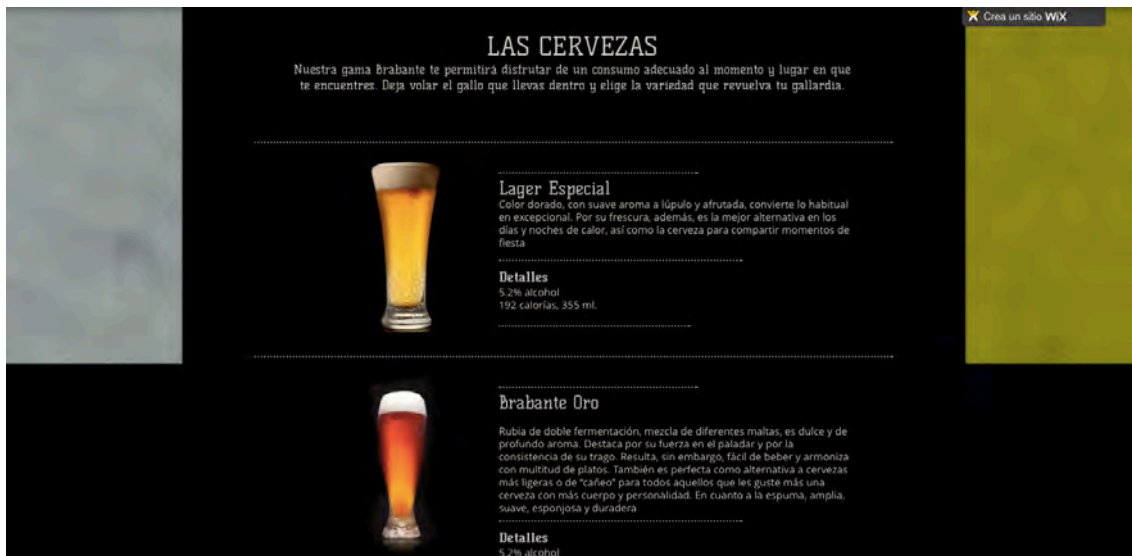 Crea un sitio WiX
LAS CERVEZAS
Nuestra gama Brabante te permitirá disfrutar de un consumo adecuado al momento y lugar en que
te encuentres. Deja volar el gallo que llevas dentro y elige la variedad que revuelva tu gallardía.
Lager Especial
Color dorado, con suave aroma a lúpulo y afrutada, convierte lo habitual
en excepcional. Por su frescura, además, es la mejor alternativa en los
días y noches de calor, así como la cerveza para compartir momentos de
fiesta
Detalles
5.2% alcohol
192 calorías, 355 ml.
Brabante Oro
Rubia de doble fermentación, mezcla de diferentes maltas, es dulce y de
profundo aroma. Destaca por su fuerza en el paladar y por la
consistencia de su trago. Resulta, sin embargo, fácil de beber y armoniza
con multitud de platos. También es perfecta como alternativa a cervezas
más ligeras o de "cañeo" para todos aquellos que les guste más una
cerveza con más cuerpo y personalidad. En cuanto a la espuma, amplia,
suave, esponjosa y duradera
Detalles
5.2% alcohol